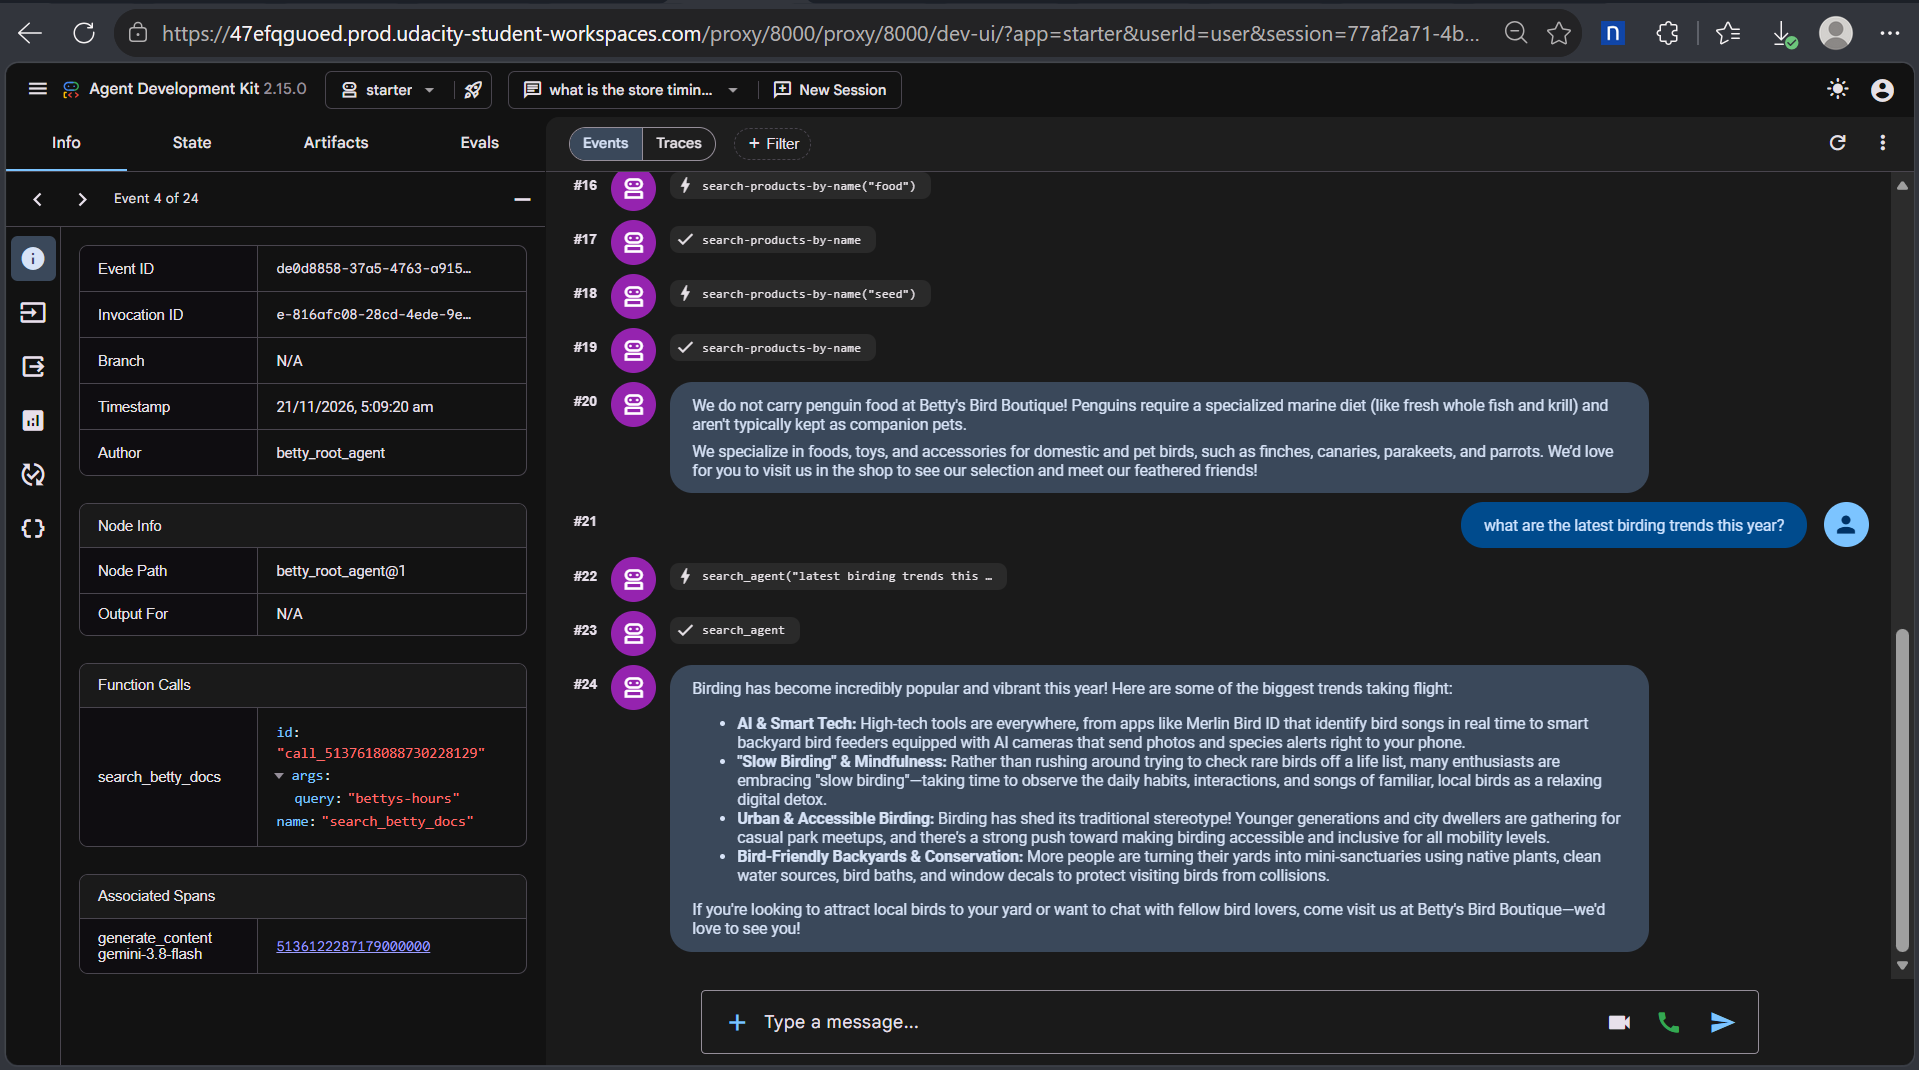 https://47efqguoed.prod.udacity-student-workspaces.com/proxy/8000/proxy/8000/dev-ui/?app=starter&userId=user&session=77af2a71-4b...
n
Agent Development Kit 2.15.0
starter
what is the store timin...
New Session
Info
State
Artifacts
Evals
Events
Traces
+ Filter
Event 4 of 24
Event ID
de0d8858-37a5-4763-a915...
Invocation ID
e-816afc08-28cd-4ede-9e...
Branch
N/A
Timestamp
21/11/2026, 5:09:20 am
Author
betty_root_agent
Node Info
Node Path
betty_root_agent@1
Output For
N/A
Function Calls
search_betty_docs
id:
"call_5137618088730228129"
args:
query: "bettys-hours"
name: "search_betty_docs"
Associated Spans
generate_content
gemini-3.8-flash
5136122287179000000
#16
search-products-by-name("food")
#17
search-products-by-name
#18
search-products-by-name("seed")
#19
search-products-by-name
#20
We do not carry penguin food at Betty's Bird Boutique! Penguins require a specialized marine diet (like fresh whole fish and krill) and
aren't typically kept as companion pets.
We specialize in foods, toys, and accessories for domestic and pet birds, such as finches, canaries, parakeets, and parrots. We'd love
for you to visit us in the shop to see our selection and meet our feathered friends!
#21
what are the latest birding trends this year?
#22
search_agent("latest birding trends this …
#23
search_agent
#24
Birding has become incredibly popular and vibrant this year! Here are some of the biggest trends taking flight:
• AI & Smart Tech: High-tech tools are everywhere, from apps like Merlin Bird ID that identify bird songs in real time to smart
backyard bird feeders equipped with AI cameras that send photos and species alerts right to your phone.
• "Slow Birding" & Mindfulness: Rather than rushing around trying to check rare birds off a life list, many enthusiasts are
embracing "slow birding"—taking time to observe the daily habits, interactions, and songs of familiar, local birds as a relaxing
digital detox.
• Urban & Accessible Birding: Birding has shed its traditional stereotype! Younger generations and city dwellers are gathering for
casual park meetups, and there's a strong push toward making birding accessible and inclusive for all mobility levels.
• Bird-Friendly Backyards & Conservation: More people are turning their yards into mini-sanctuaries using native plants, clean
water sources, bird baths, and window decals to protect visiting birds from collisions.
If you're looking to attract local birds to your yard or want to chat with fellow bird lovers, come visit us at Betty's Bird Boutique—we'd
love to see you!
Type a message...